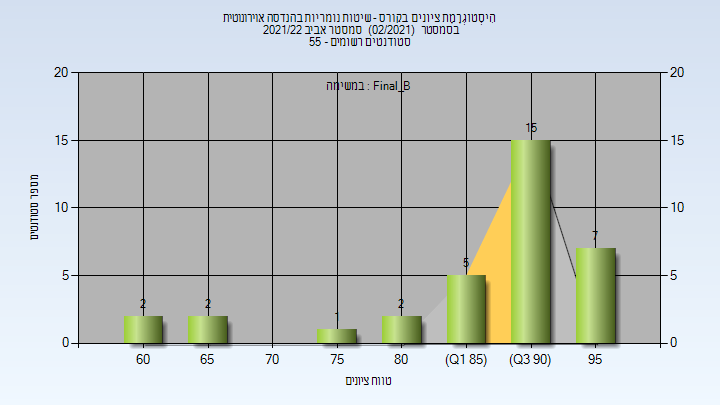 היסטוגרמת ציונים בקורס - שיטות נומריות בהנדסה אוירונוטית
בסמסטר (02/2021) סמסטר אביב 2021/22
סטודנטים רשומים - 55
במשימה : Final_B
20 20
15 15
10 10
5 5
0 0
2 2 1 2 5 15 7
מספר סטודנטים
60 65 70 75 80 (Q1 85) (Q3 90) 95
טווח ציונים